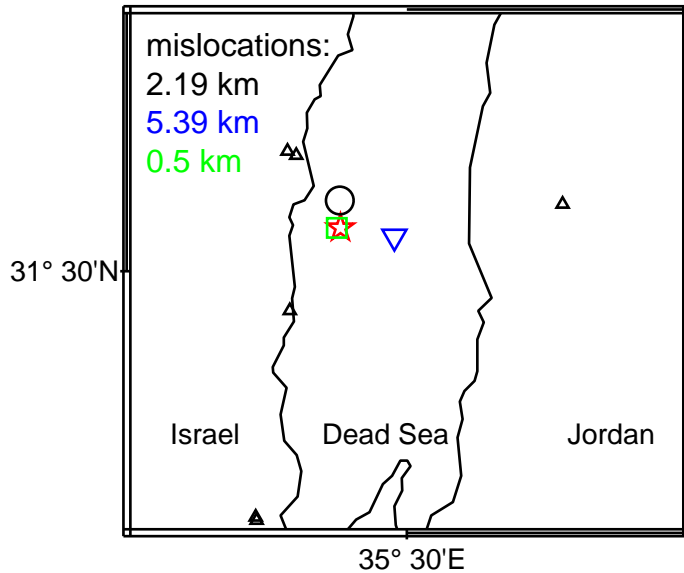 mislocations:
2.19 km
5.39 km
0.5 km
31° 30'N
Israel
Dead Sea
Jordan
35° 30'E